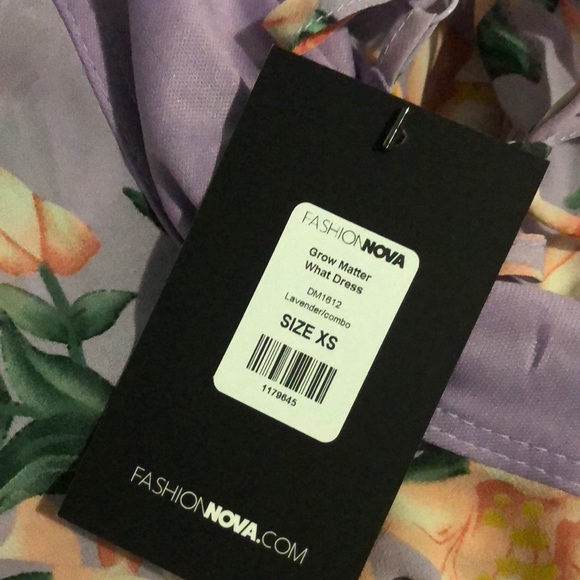 FASHIONNOVA
Grow Matter
What Dress
DM1612
Lavender/combo
SIZE XS
1179645
FASHIONNOVA.COM